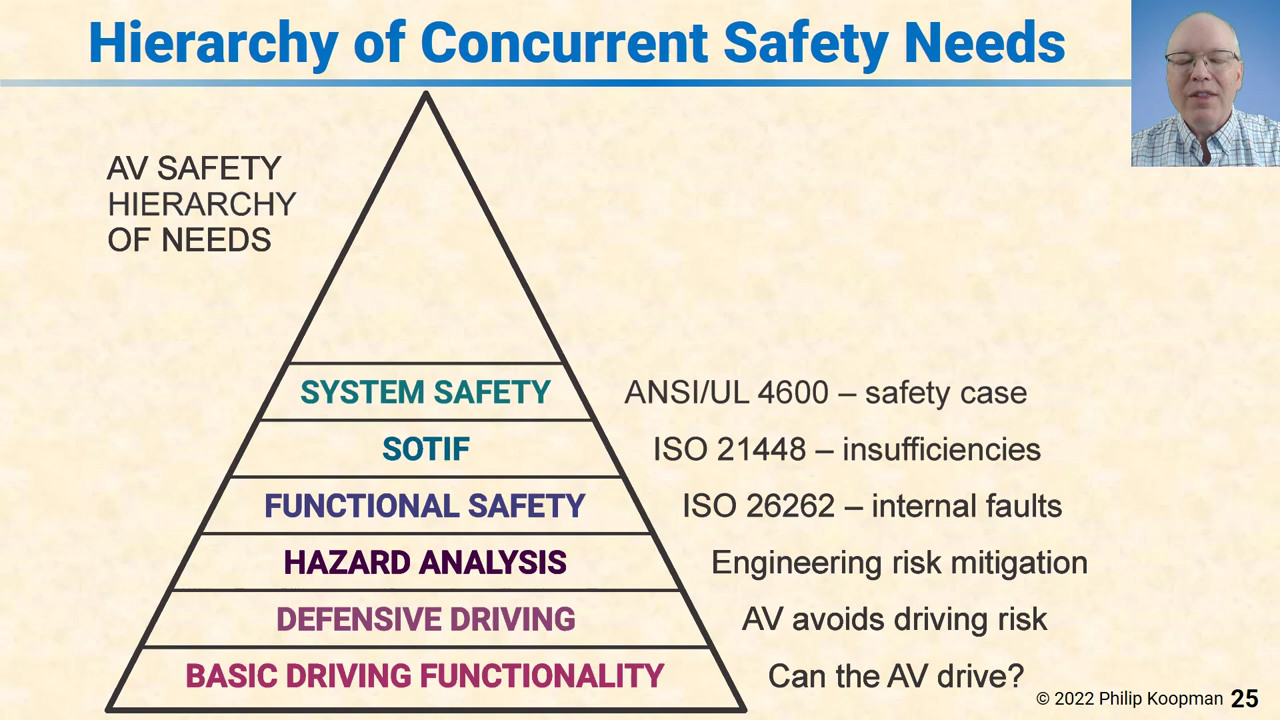 Hierarchy of Concurrent Safety Needs
AV SAFETY
HIERARCHY
OF NEEDS
SYSTEM SAFETY
ANSI/UL 4600 – safety case
SOTIF
ISO 21448 – insufficiencies
FUNCTIONAL SAFETY
ISO 26262 – internal faults
HAZARD ANALYSIS
Engineering risk mitigation
DEFENSIVE DRIVING
AV avoids driving risk
BASIC DRIVING FUNCTIONALITY
Can the AV drive?
© 2022 Philip Koopman 25